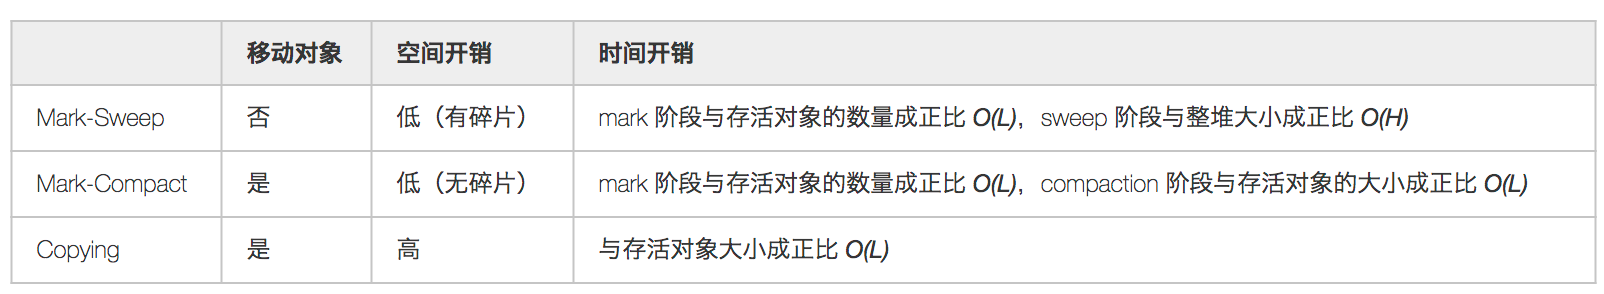 移动对象 空间开销 时间开销
Mark-Sweep 否 低（有碎片） mark 阶段与存活对象的数量成正比 O(L)，sweep 阶段与整堆大小成正比 O(H)
Mark-Compact 是 低（无碎片） mark 阶段与存活对象的数量成正比 O(L)，compaction 阶段与存活对象的大小成正比 O(L)
Copying 是 高 与存活对象大小成正比 O(L)